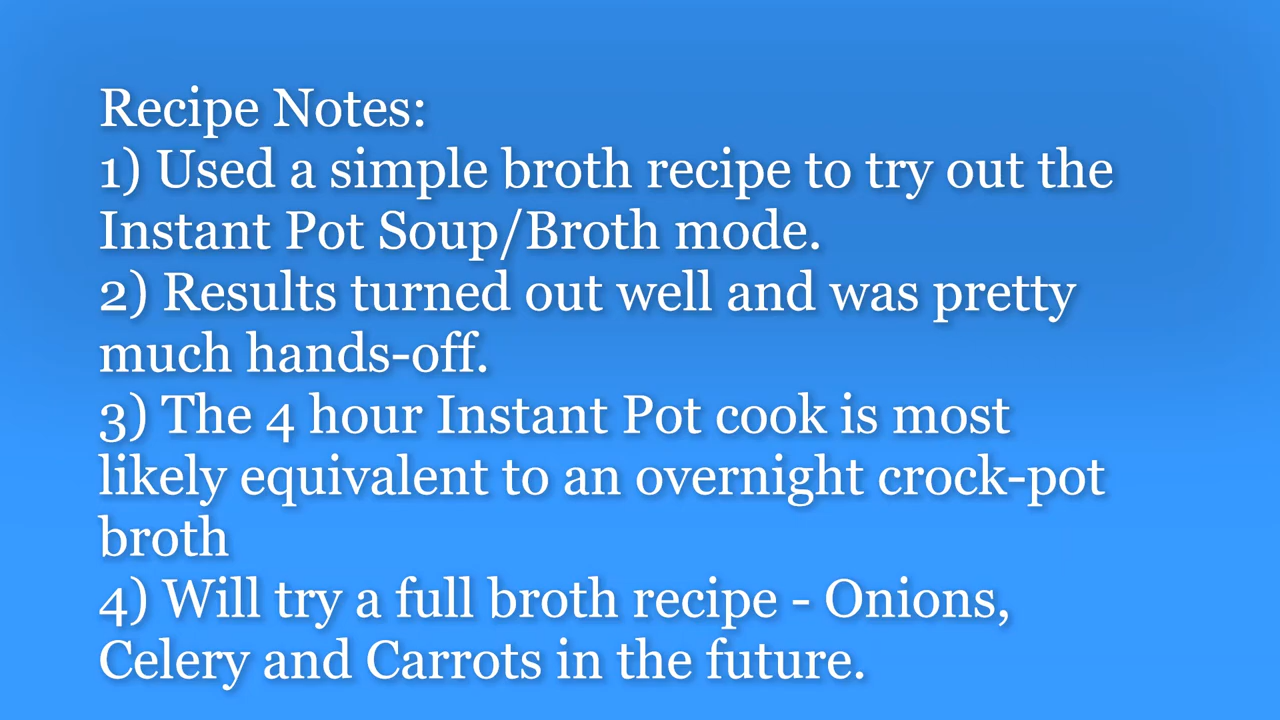 Recipe Notes:
1) Used a simple broth recipe to try out the
Instant Pot Soup/Broth mode.
2) Results turned out well and was pretty
much hands-off.
3) The 4 hour Instant Pot cook is most
likely equivalent to an overnight crock-pot
broth
4) Will try a full broth recipe - Onions,
Celery and Carrots in the future.